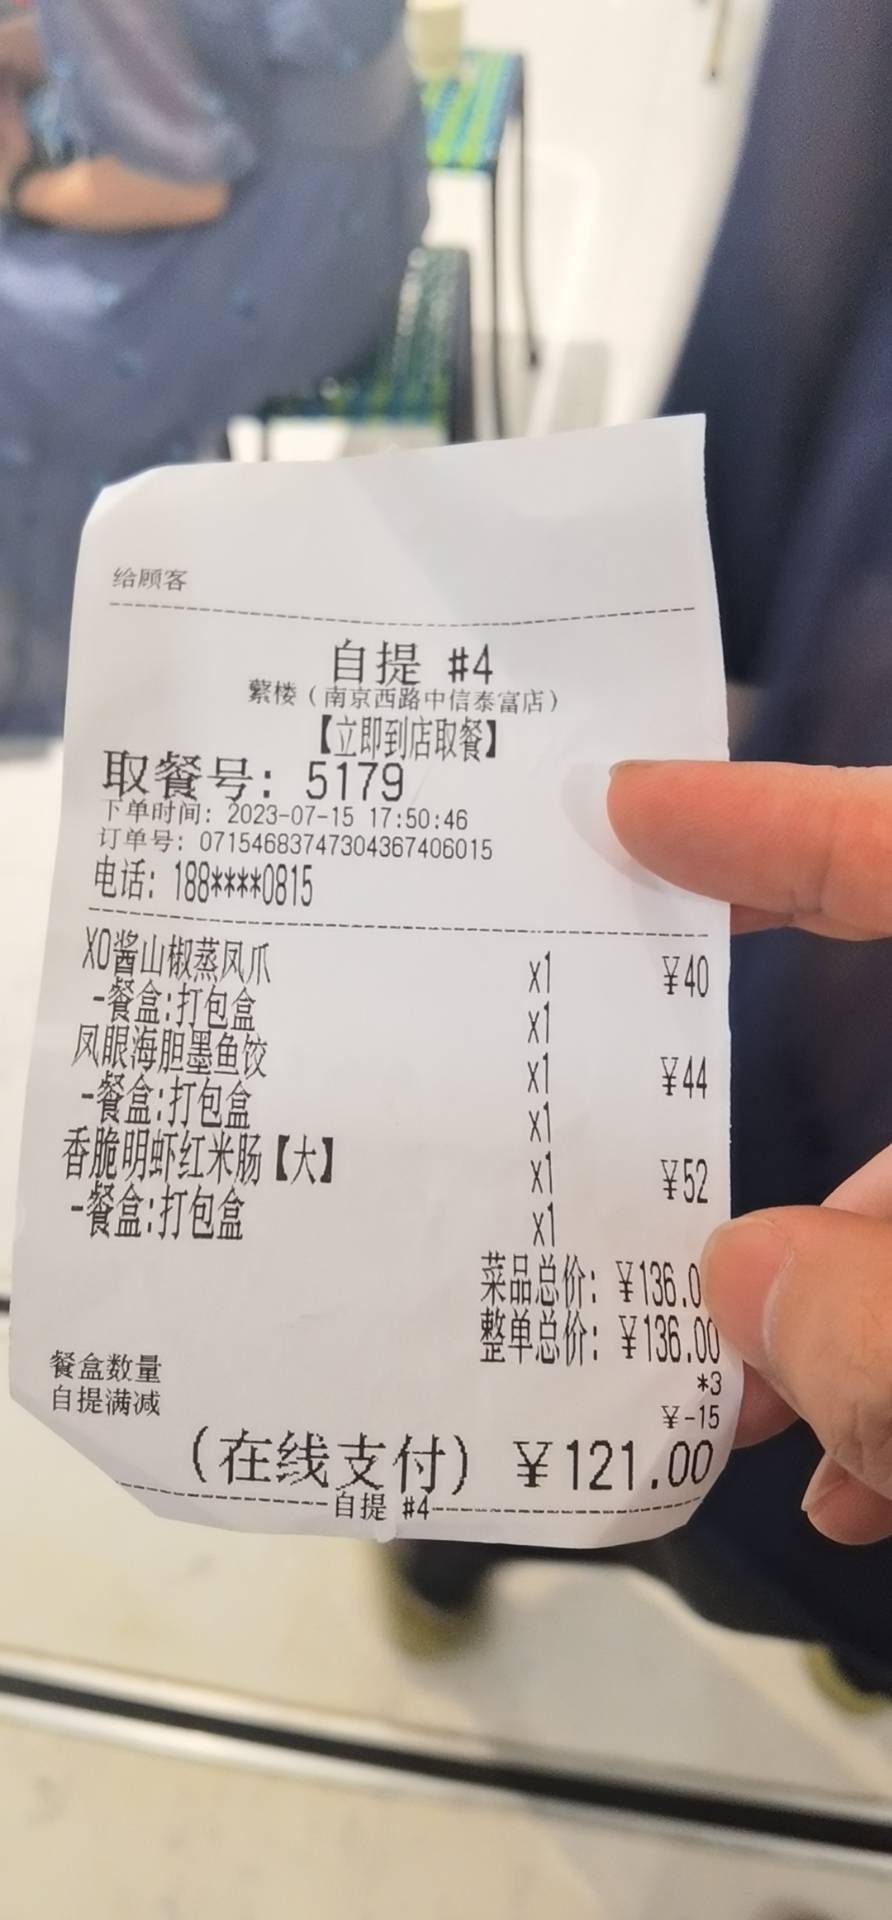 给顾客
自提 #4
蘩楼（南京西路中信泰富店）
【立即到店取餐】
取餐号: 5179
下单时间: 2023-07-15 17:50:46
订单号: 07154683747304367406015
电话: 188****0815
XO酱山椒蒸凤爪 x1 ¥40
-餐盒:打包盒 x1
凤眼海胆墨鱼饺 x1 ¥44
-餐盒:打包盒 x1
香脆明虾红米肠【大】 x1 ¥52
-餐盒:打包盒 x1
菜品总价: ¥136.0
整单总价: ¥136.00
餐盒数量 *3
自提满减 ¥-15
(在线支付) ¥121.00
自提 #4